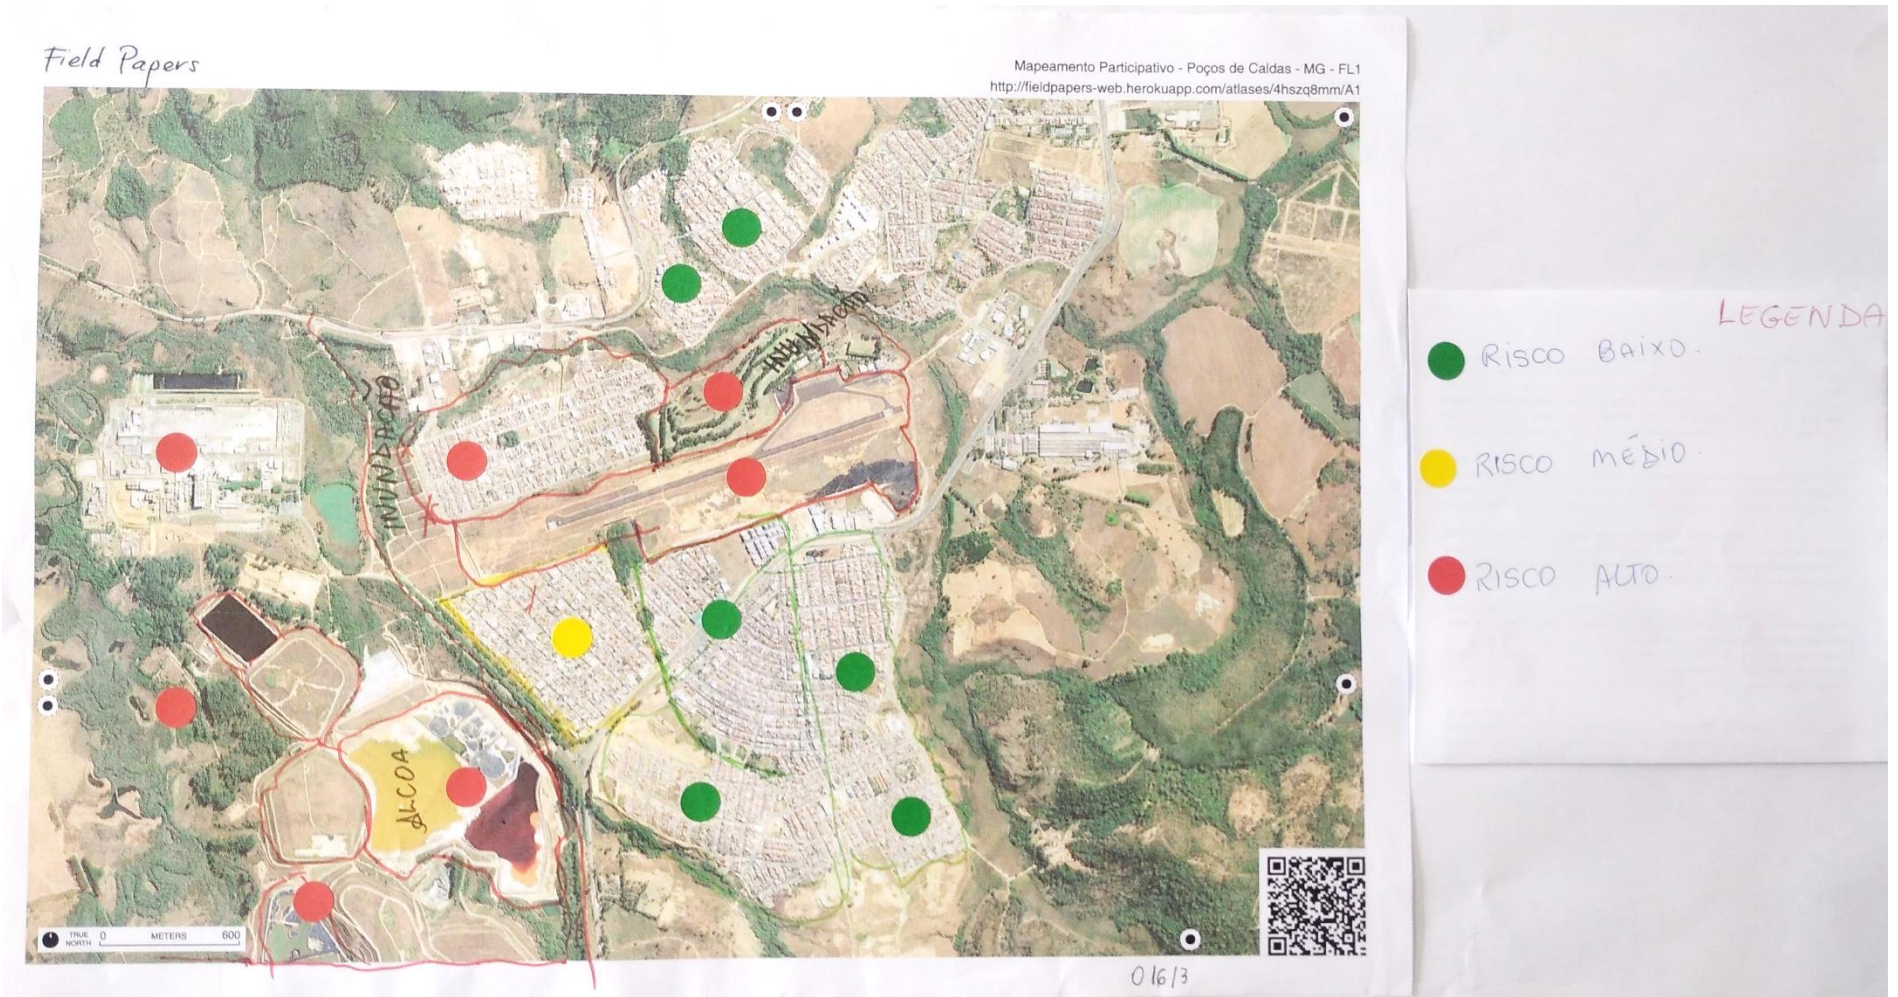 Field Papers
Mapeamento Participativo - Poços de Caldas - MG - FL1
http://fieldpapers-web.herokuapp.com/atlases/4hszq8mm/A1
INUNDAÇÃO
INUNDAÇÃO
ALCOA
TRUE NORTH
0 METERS 600
0 16/3
LEGENDA
RISCO BAIXO.
RISCO MÉDIO.
RISCO ALTO.